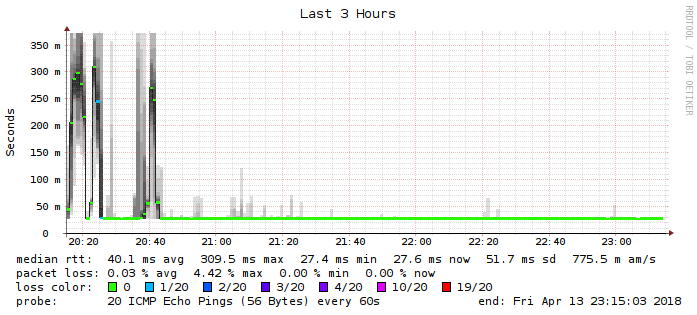 Last 3 Hours
RRDTOOL / TOBI OETIKER
Seconds
350 m
300 m
250 m
200 m
150 m
100 m
50 m
0
20:20 20:40 21:00 21:20 21:40 22:00 22:20 22:40 23:00
median rtt: 40.1 ms avg 309.5 ms max 27.4 ms min 27.6 ms now 51.7 ms sd 775.5 m am/s
packet loss: 0.03 % avg 4.42 % max 0.00 % min 0.00 % now
loss color: 0 1/20 2/20 3/20 4/20 10/20 19/20
probe: 20 ICMP Echo Pings (56 Bytes) every 60s end: Fri Apr 13 23:15:03 2018